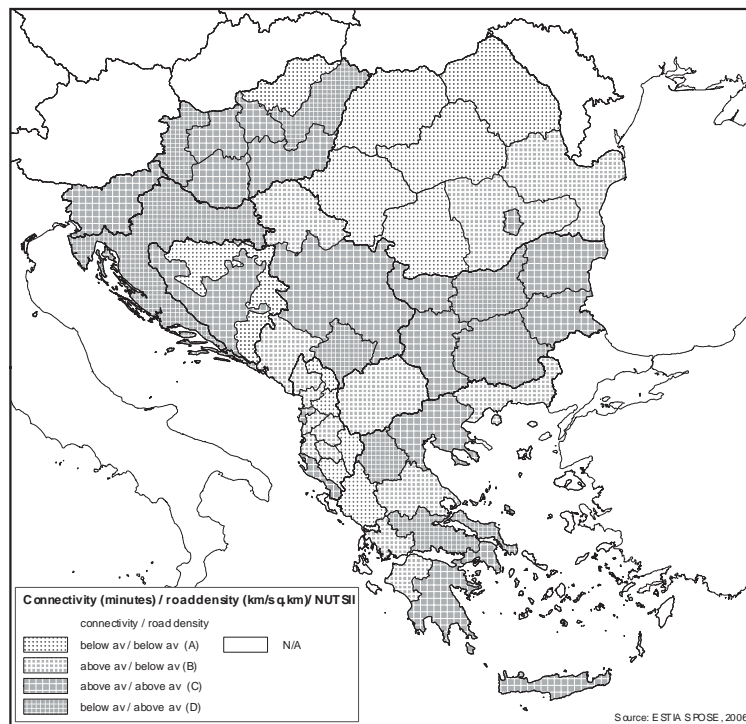 Connectivity (minutes) / roaddensity (km/sq.km)/ NUTSII
connectivity / road density
below av / below av (A)
N/A
above av / below av (B)
above av / above av (C)
below av / above av (D)
Source: ESTIA SPOSE, 2006